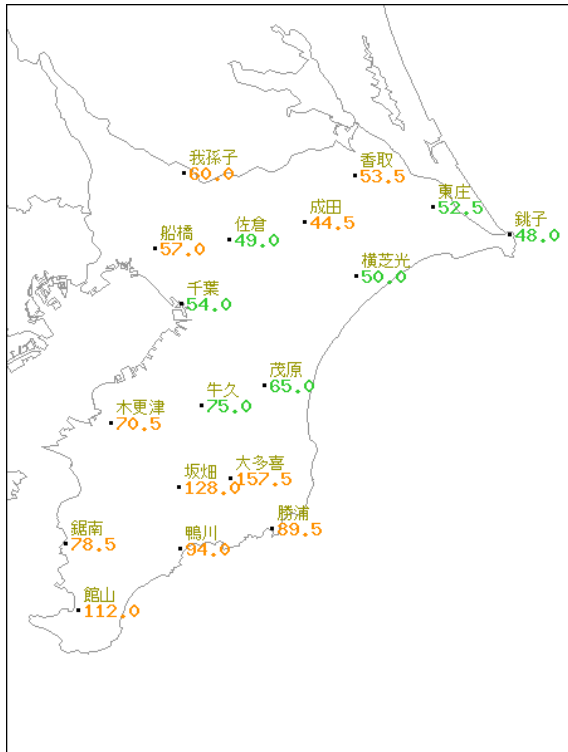 我孫子
60.0
香取
53.5
東庄
52.5
成田
44.5
佐倉
49.0
船橋
57.0
銚子
48.0
横芝光
50.0
千葉
54.0
茂原
65.0
牛久
75.0
木更津
70.5
大多喜
157.5
坂畑
128.0
勝浦
89.5
鋸南
78.5
鴨川
94.0
館山
112.0